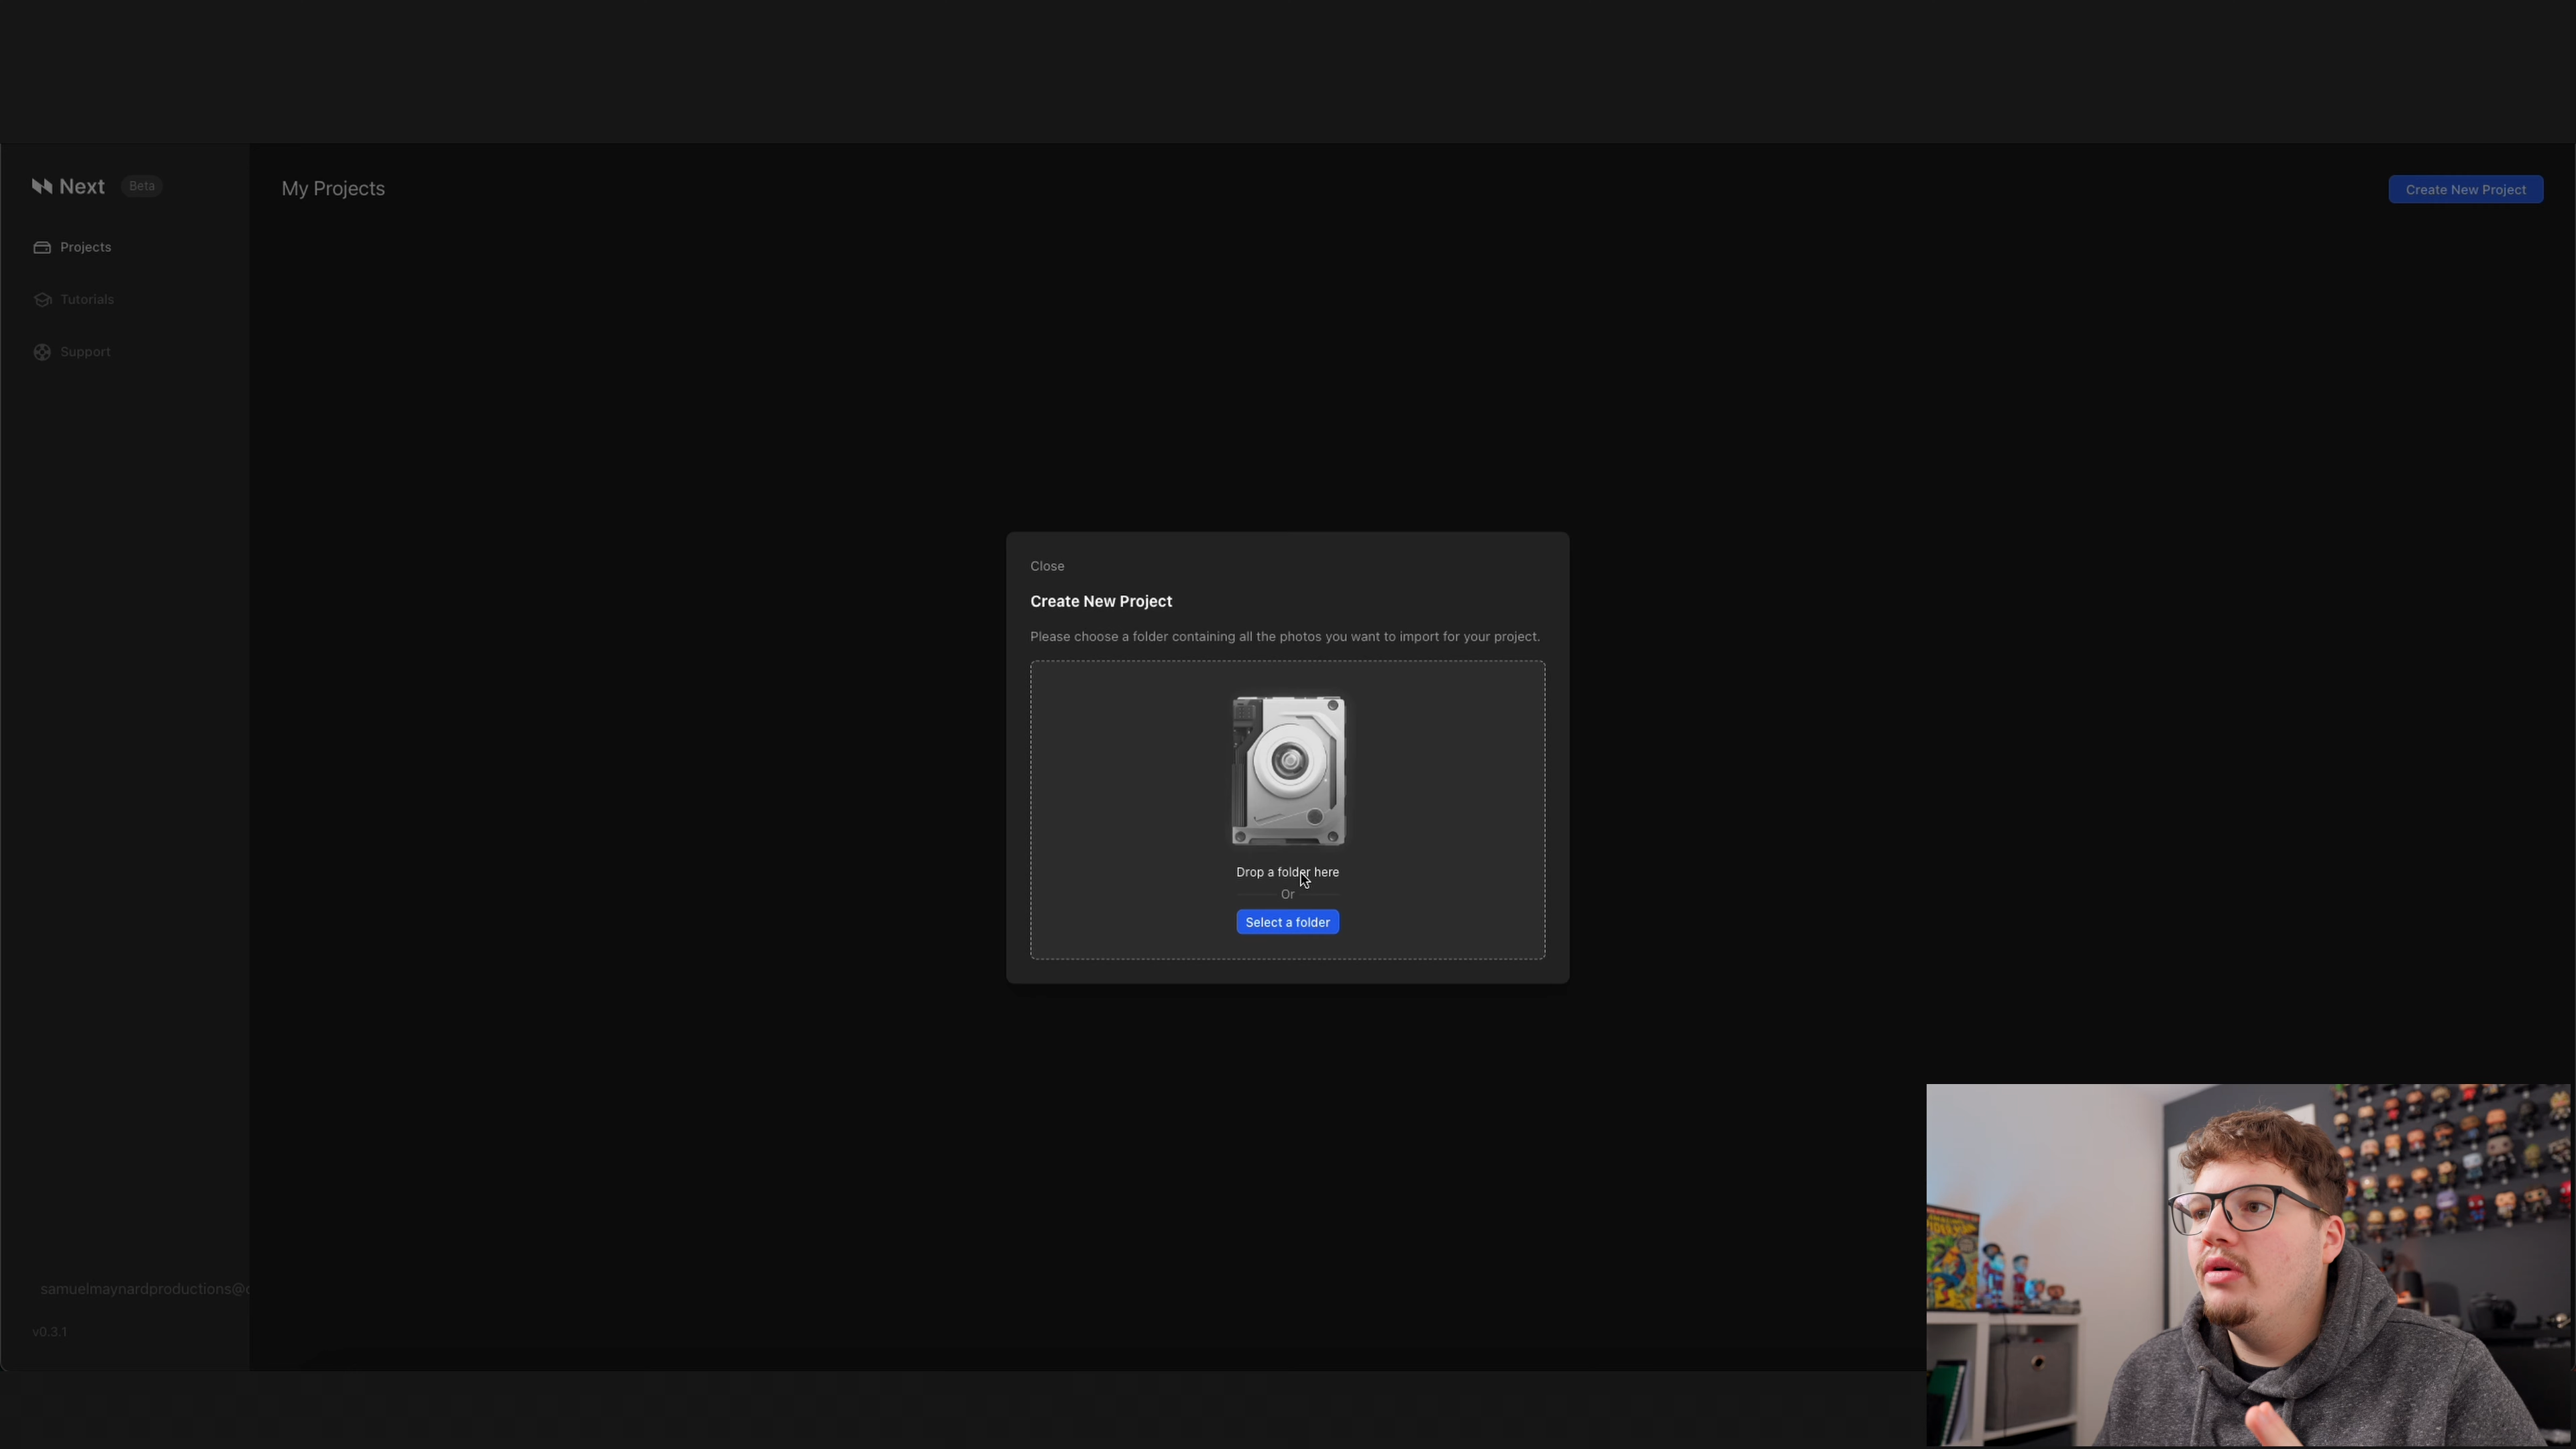 Next Beta
My Projects
Create New Project
Projects
Tutorials
Support
Close
Create New Project
Please choose a folder containing all the photos you want to import for your project.
Drop a folder here
Or
Select a folder
samuelmaynardproductions@
v0.3.1